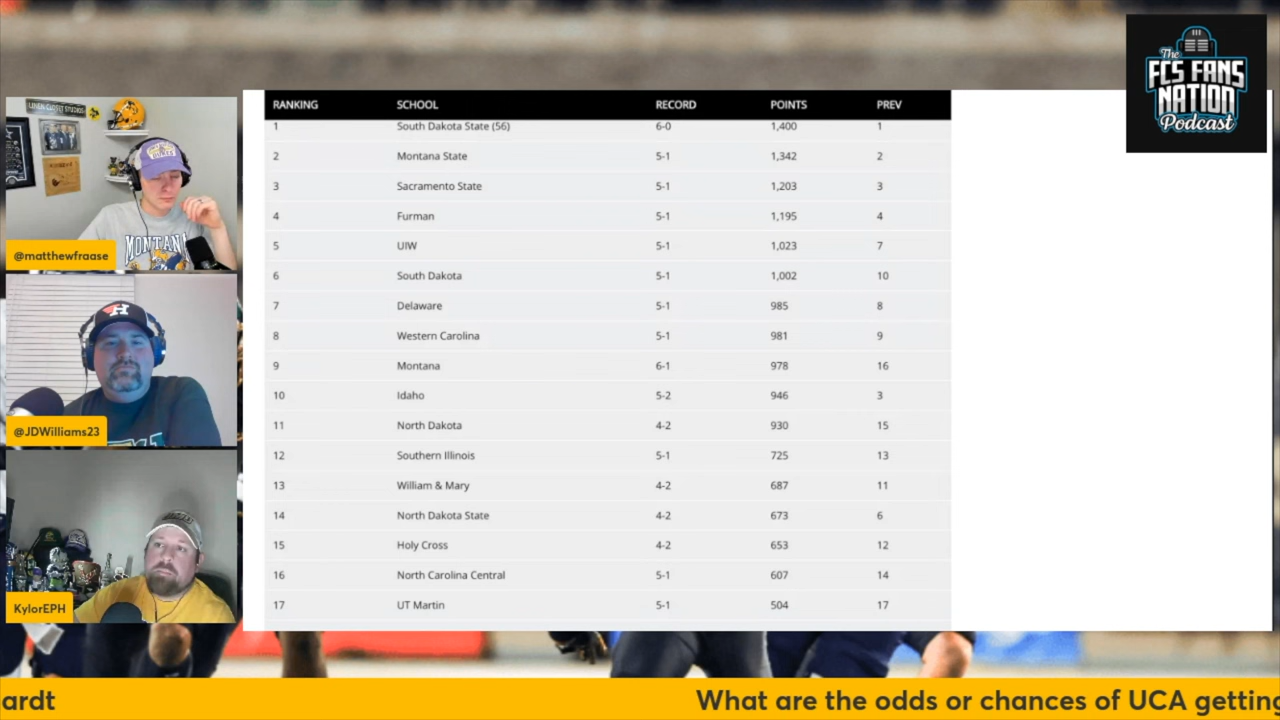 The
FCS FANS
NATION
Podcast
LINEN CLOSET STUDIOS
MONTANA
@matthewfraase
@JDWilliams23
KylorEPH
RANKING SCHOOL RECORD POINTS PREV
1 South Dakota State (56) 6-0 1,400 1
2 Montana State 5-1 1,342 2
3 Sacramento State 5-1 1,203 3
4 Furman 5-1 1,195 4
5 UIW 5-1 1,023 7
6 South Dakota 5-1 1,002 10
7 Delaware 5-1 985 8
8 Western Carolina 5-1 981 9
9 Montana 6-1 978 16
10 Idaho 5-2 946 3
11 North Dakota 4-2 930 15
12 Southern Illinois 5-1 725 13
13 William & Mary 4-2 687 11
14 North Dakota State 4-2 673 6
15 Holy Cross 4-2 653 12
16 North Carolina Central 5-1 607 14
17 UT Martin 5-1 504 17
ardt What are the odds or chances of UCA getting